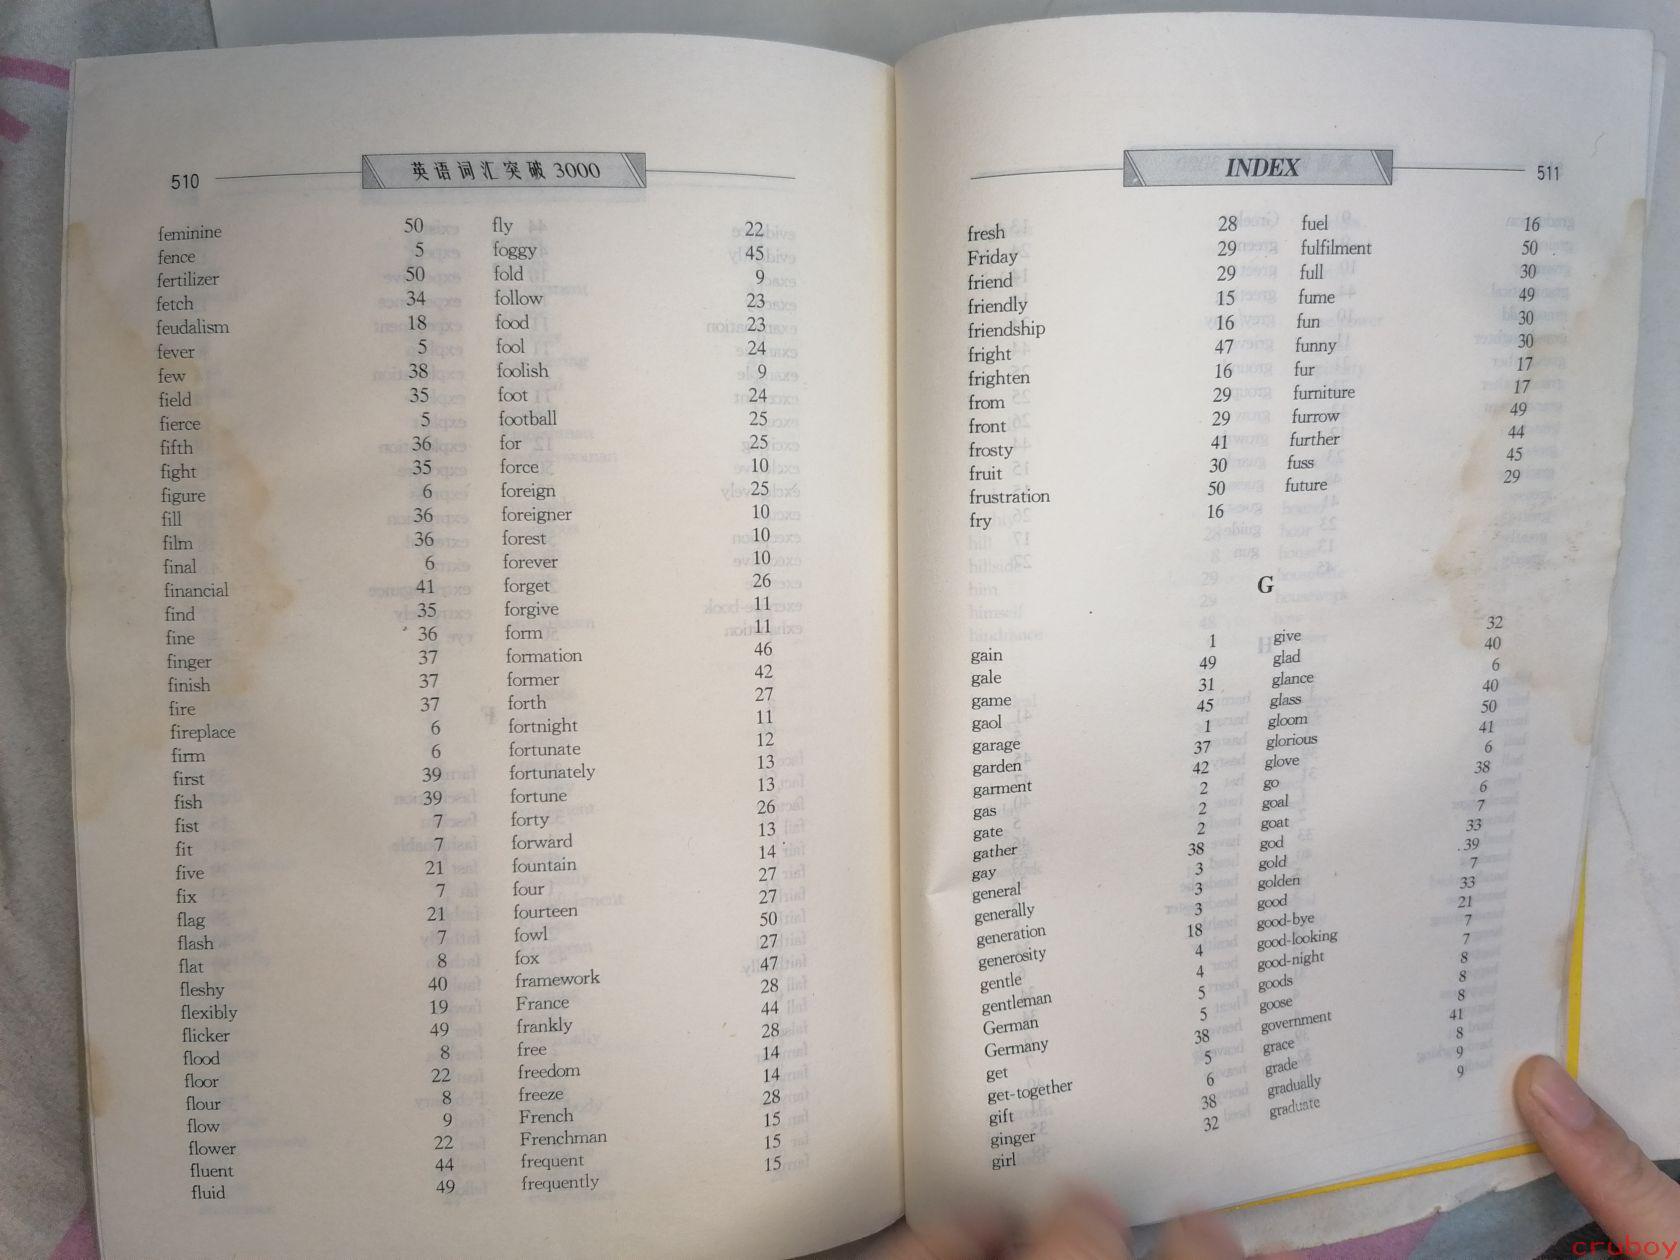 510
英语词汇突破3000
feminine 50
fence 5
fertilizer 50
fetch 34
feudalism 18
fever 5
few 38
field 35
fierce 5
fifth 36
fight 35
figure 6
fill 36
film 36
final 6
financial 41
find 35
fine 36
finger 37
finish 37
fire 37
fireplace 6
firm 6
first 39
fish 39
fist 7
fit 7
five 21
fix 7
flag 21
flash 7
flat 8
fleshy 40
flexibly 19
flicker 49
flood 8
floor 22
flour 8
flow 9
flower 22
fluent 44
fluid 49
fly 22
foggy 45
fold 9
follow 23
food 23
fool 24
foolish 9
foot 24
football 25
for 25
force 10
foreign 25
foreigner 10
forest 10
forever 10
forget 26
forgive 11
form 11
formation 46
former 42
forth 27
fortnight 11
fortunate 12
fortunately 13
fortune 13
forty 26
forward 13
fountain 14
four 27
fourteen 27
fowl 50
fox 27
framework 47
France 28
frankly 44
free 28
freedom 14
freeze 14
French 28
Frenchman 15
frequent 15
frequently 15
INDEX
511
fresh 28
Friday 29
friend 29
friendly 15
friendship 16
fright 47
frighten 16
from 29
front 29
frosty 41
fruit 30
frustration 50
fry 16
fuel 16
fulfilment 50
full 30
fume 49
fun 30
funny 30
fur 17
furniture 17
furrow 49
further 44
fuss 45
future 29
G
gain 1
gale 49
game 31
gaol 45
garage 1
garden 37
garment 42
gas 2
gate 2
gather 2
gay 38
general 3
generally 3
generation 3
generosity 18
gentle 4
gentleman 4
German 5
Germany 5
get 38
get-together 5
gift 6
ginger 38
girl 32
give 32
glad 40
glance 6
glass 40
gloom 50
glorious 41
glove 6
go 38
goal 6
goat 7
god 33
gold 39
golden 7
good 33
good-bye 21
good-looking 7
good-night 7
goods 8
goose 8
government 8
grace 41
grade 8
gradually 9
graduate 9
cruboy